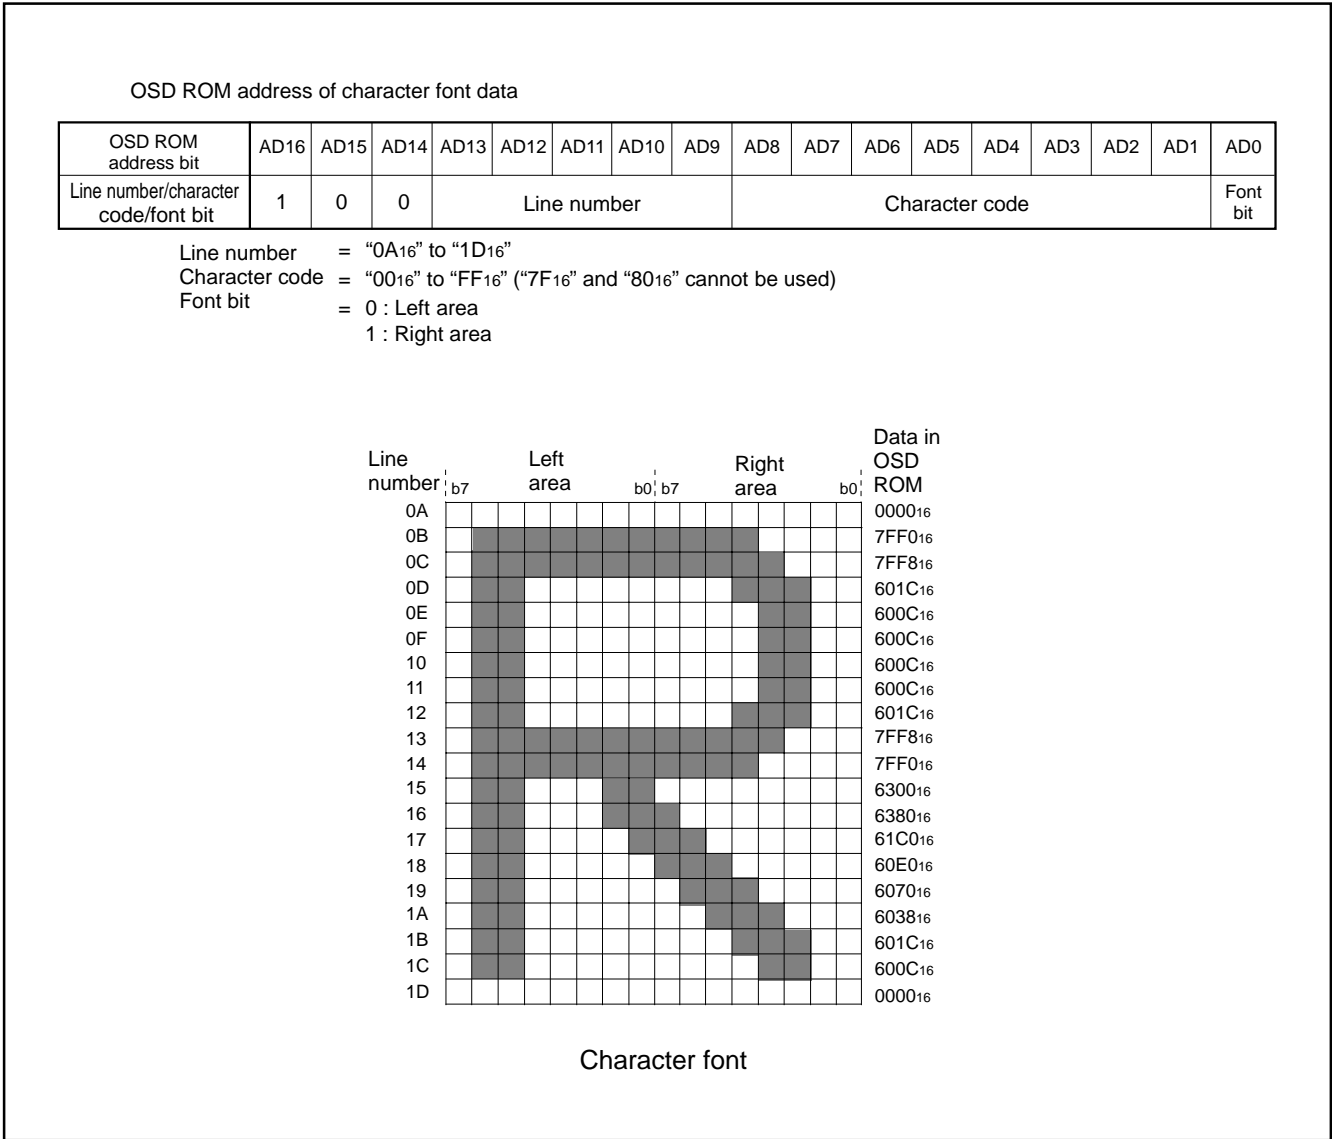 OSD ROM address of character font data
OSD ROM address bit AD16 AD15 AD14 AD13 AD12 AD11 AD10 AD9 AD8 AD7 AD6 AD5 AD4 AD3 AD2 AD1 AD0
Line number/character code/font bit 1 0 0 Line number Character code Font bit
Line number = “0A16” to “1D16”
Character code = “0016” to “FF16” (“7F16” and “8016” cannot be used)
Font bit = 0 : Left area
1 : Right area
Line number Left area Right area Data in OSD ROM
b7 b0 b7 b0
0A 000016
0B 7FF016
0C 7FF816
0D 601C16
0E 600C16
0F 600C16
10 600C16
11 600C16
12 601C16
13 7FF816
14 7FF016
15 630016
16 638016
17 61C016
18 60E016
19 607016
1A 603816
1B 601C16
1C 600C16
1D 000016
Character font